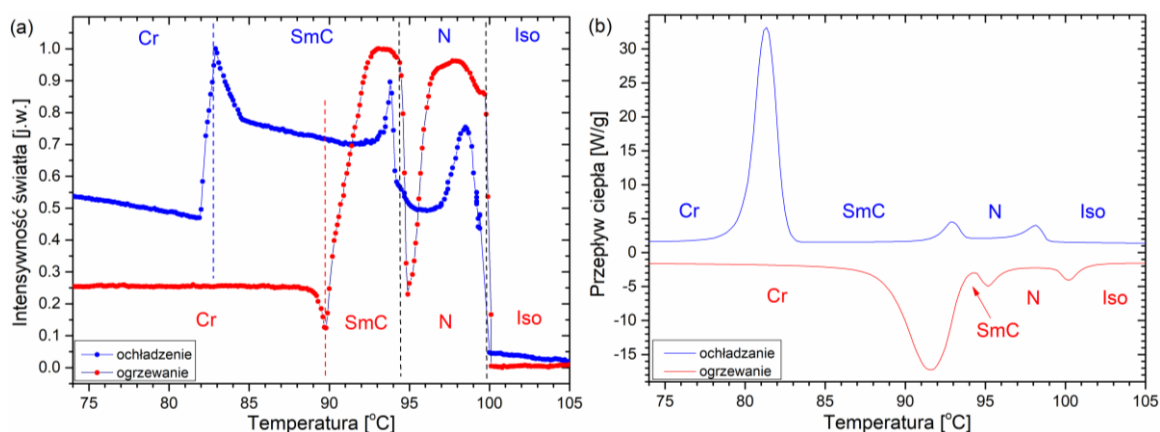 (a)
Cr SmC N Iso
1.0
0.9
0.8
0.7
0.6
0.5
0.4
0.3
0.2
0.1
0.0
Intensywność światła [j.w.]
Cr SmC N Iso
ochłodzenie
ogrzewanie
74 80 85 90 95 100 105
Temperatura [°C]
(b)
35
30
25
20
15
10
5
0
-5
-10
-15
Przepływ ciepła [W/g]
Cr SmC N Iso
Cr N Iso
SmC
ochładzanie
ogrzewanie
75 80 85 90 95 100 105
Temperatura [°C]